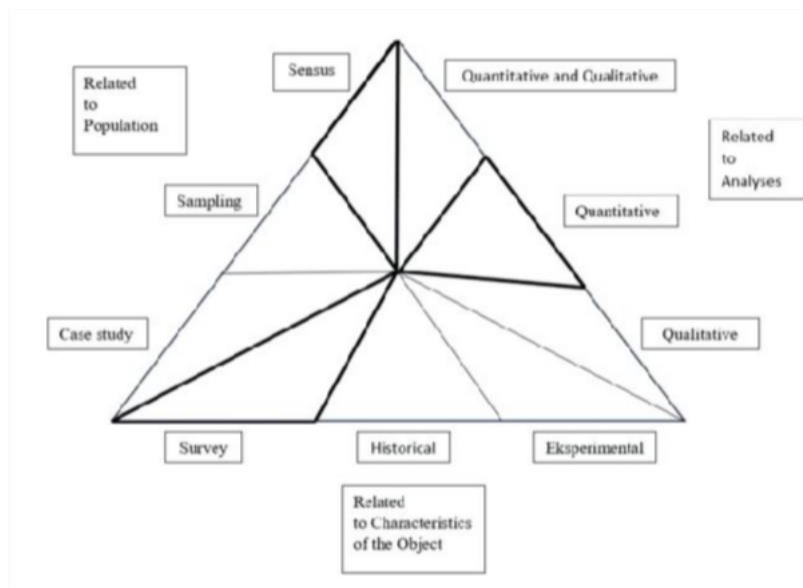 Sensus
Quantitative and Qualitative
Related
to
Population
Related
to
Analyses
Sampling
Quantitative
Case study
Qualitative
Survey
Historical
Eksperimental
Related
to Characteristics
of the Object